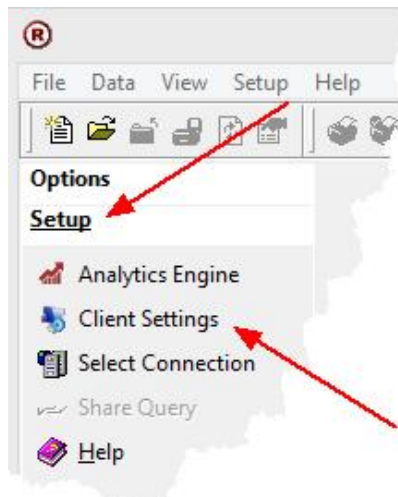 ®
File Data View Setup Help
Options
Setup
Analytics Engine
Client Settings
Select Connection
Share Query
Help